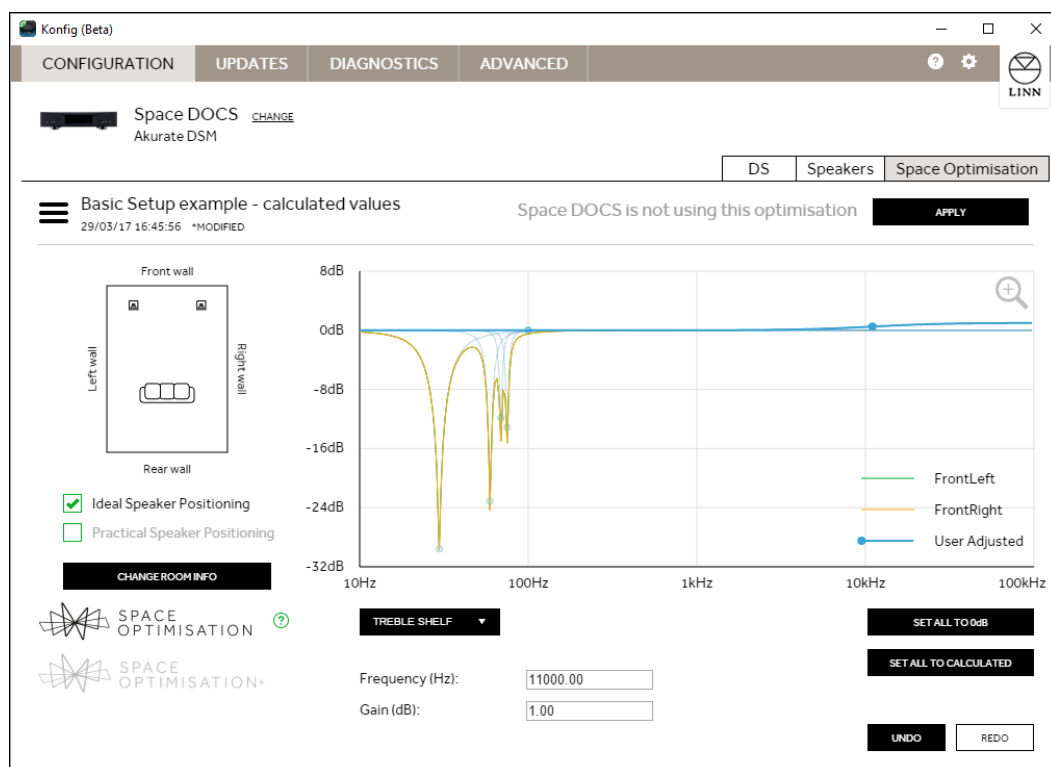 Konfig (Beta)
CONFIGURATION UPDATES DIAGNOSTICS ADVANCED
LINN
Space DOCS CHANGE
Akurate DSM
DS Speakers Space Optimisation
Basic Setup example - calculated values
29/03/17 16:45:56 *MODIFIED
Space DOCS is not using this optimisation
APPLY
Front wall
Left wall
Right wall
Rear wall
Ideal Speaker Positioning
Practical Speaker Positioning
CHANGE ROOM INFO
SPACE
OPTIMISATION ?
SPACE
OPTIMISATION+
8dB
0dB
-8dB
-16dB
-24dB
-32dB
10Hz 100Hz 1kHz 10kHz 100kHz
FrontLeft
FrontRight
User Adjusted
TREBLE SHELF
Frequency (Hz): 11000.00
Gain (dB): 1.00
SET ALL TO 0dB
SET ALL TO CALCULATED
UNDO REDO